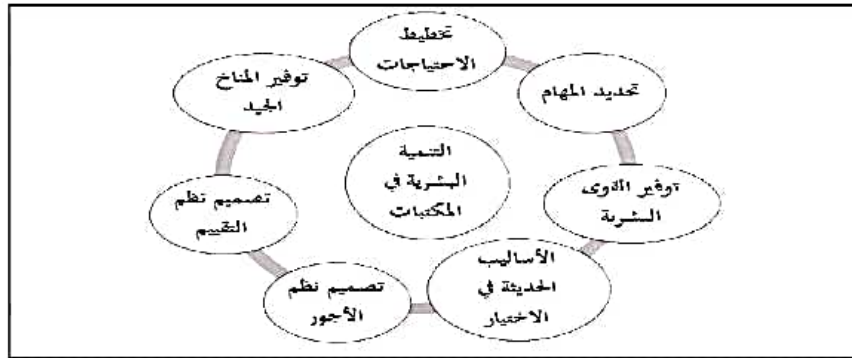 تخطيط
الاحتياجات
تحديد المهام
توفير القوى
البشرية
الأساليب
الحديثة في
الاختيار
تصميم نظم
الأجور
تصميم نظم
التقييم
توفير المناخ
الجيد
التنمية
البشرية في
المكتبات